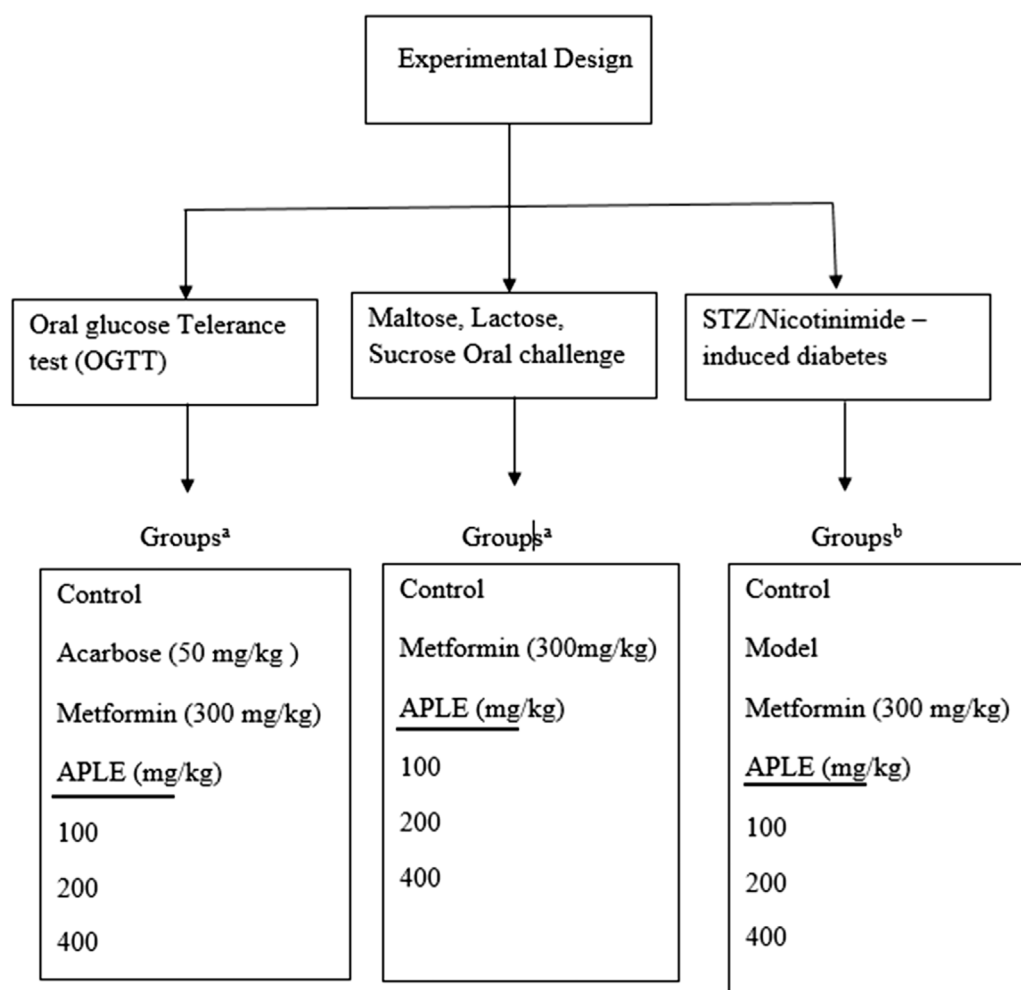 Experimental Design
Oral glucose Telerance
test (OGTT)
Maltose, Lactose,
Sucrose Oral challenge
STZ/Nicotinimide –
induced diabetes
Groupsᵃ
Control
Acarbose (50 mg/kg )
Metformin (300 mg/kg)
APLE (mg/kg)
100
200
400
Groupsᵃ
Control
Metformin (300mg/kg)
APLE (mg/kg)
100
200
400
Groupsᵇ
Control
Model
Metformin (300 mg/kg)
APLE (mg/kg)
100
200
400